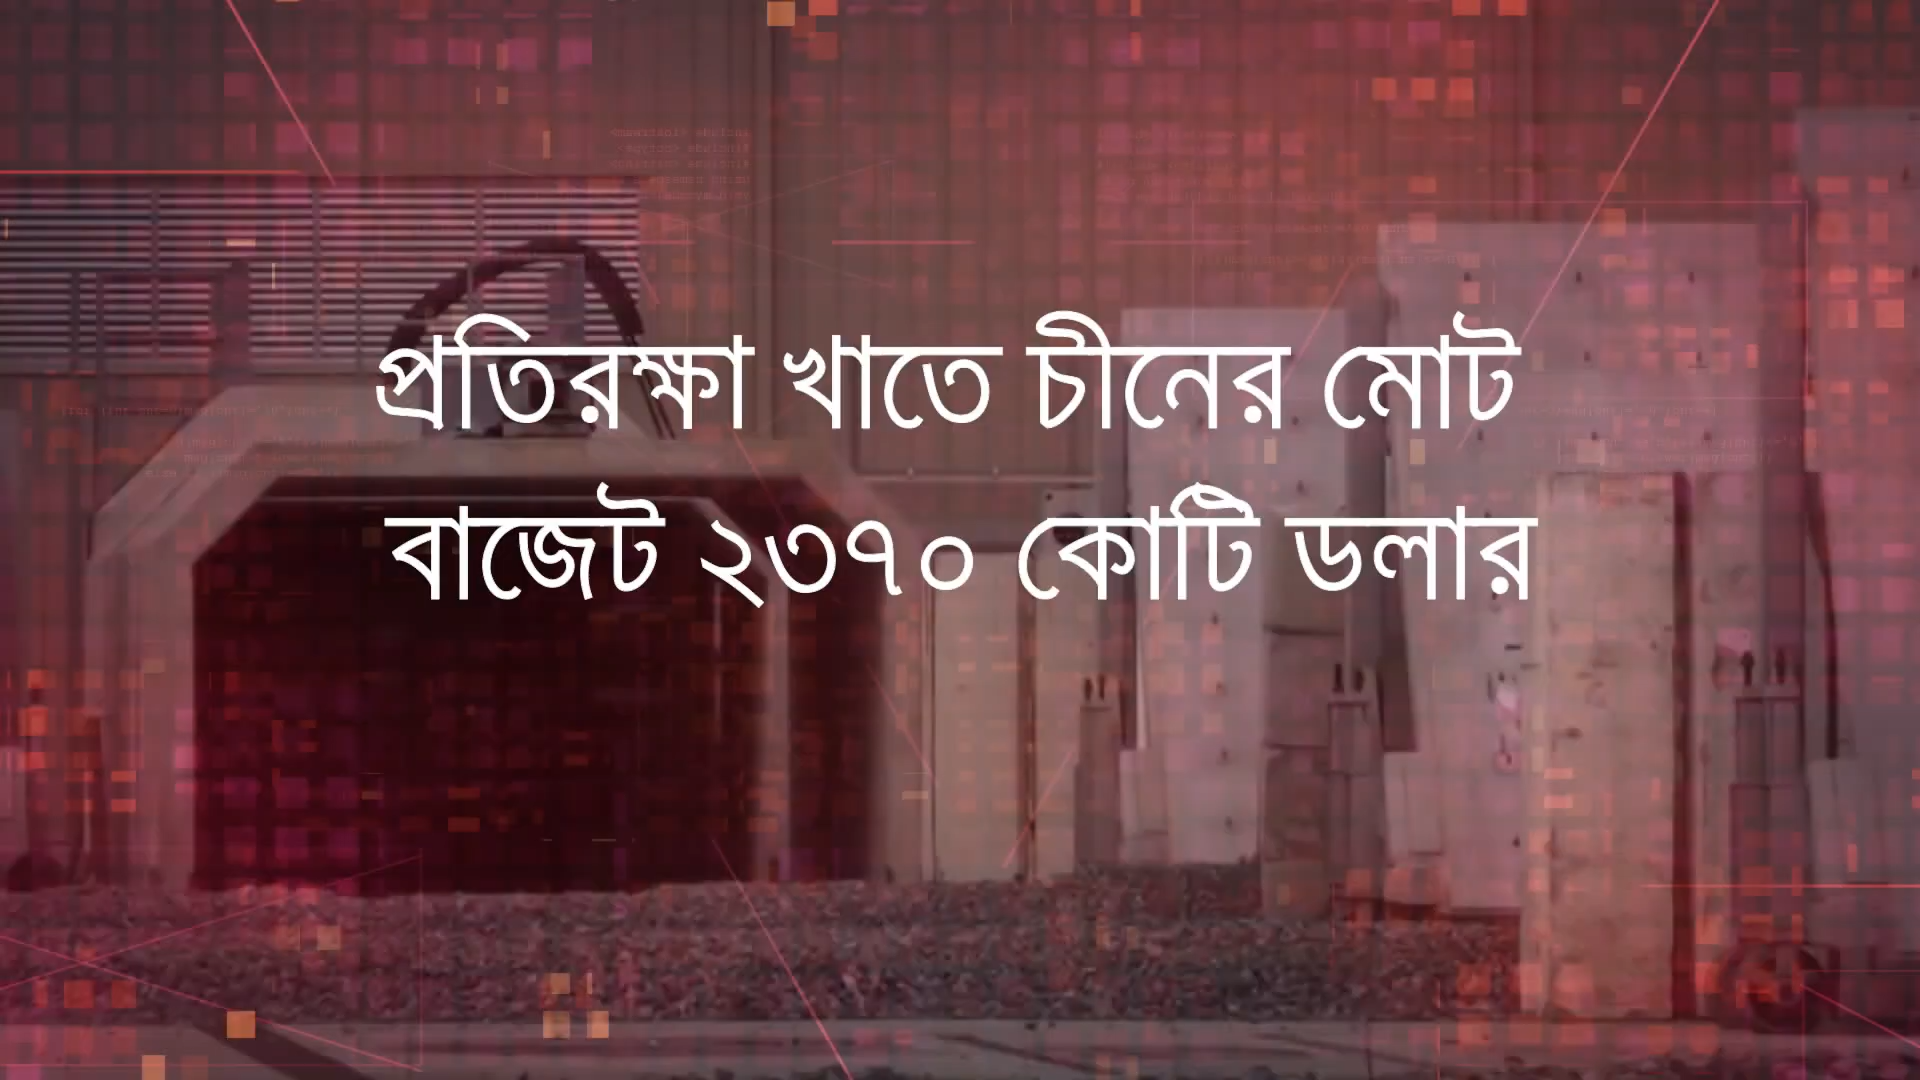 প্রতিরক্ষা খাতে চীনের মোট
বাজেট ২৩৭০ কোটি ডলার